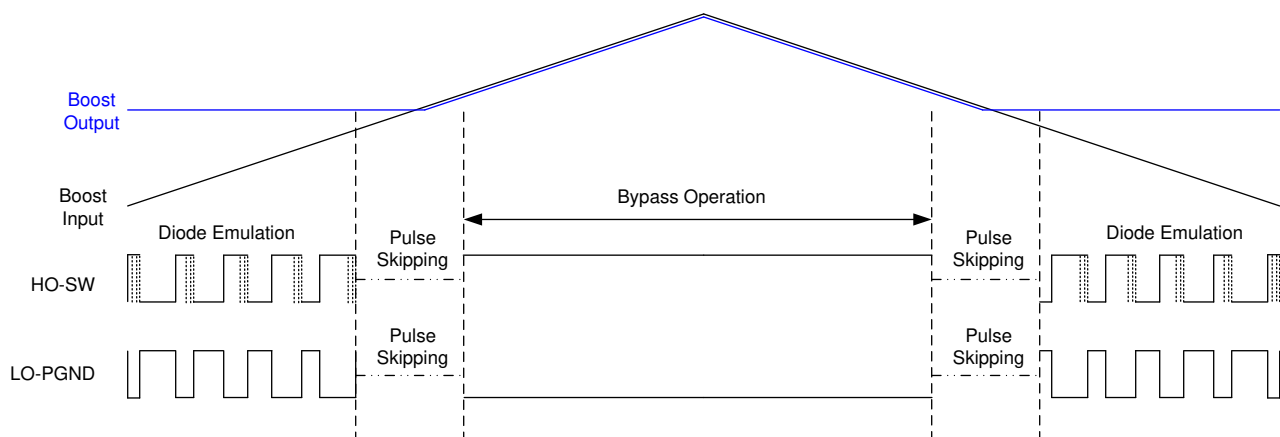 Boost
Output
Boost
Input
Bypass Operation
Diode Emulation
Pulse
Skipping
Pulse
Skipping
Diode Emulation
HO-SW
Pulse
Skipping
Pulse
Skipping
LO-PGND